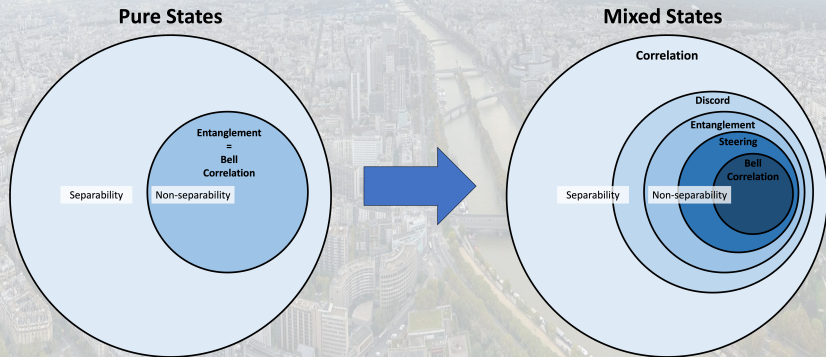 Pure States
Entanglement
=
Bell
Correlation
Separability
Non-separability
Mixed States
Correlation
Discord
Entanglement
Steering
Bell
Correlation
Separability
Non-separability